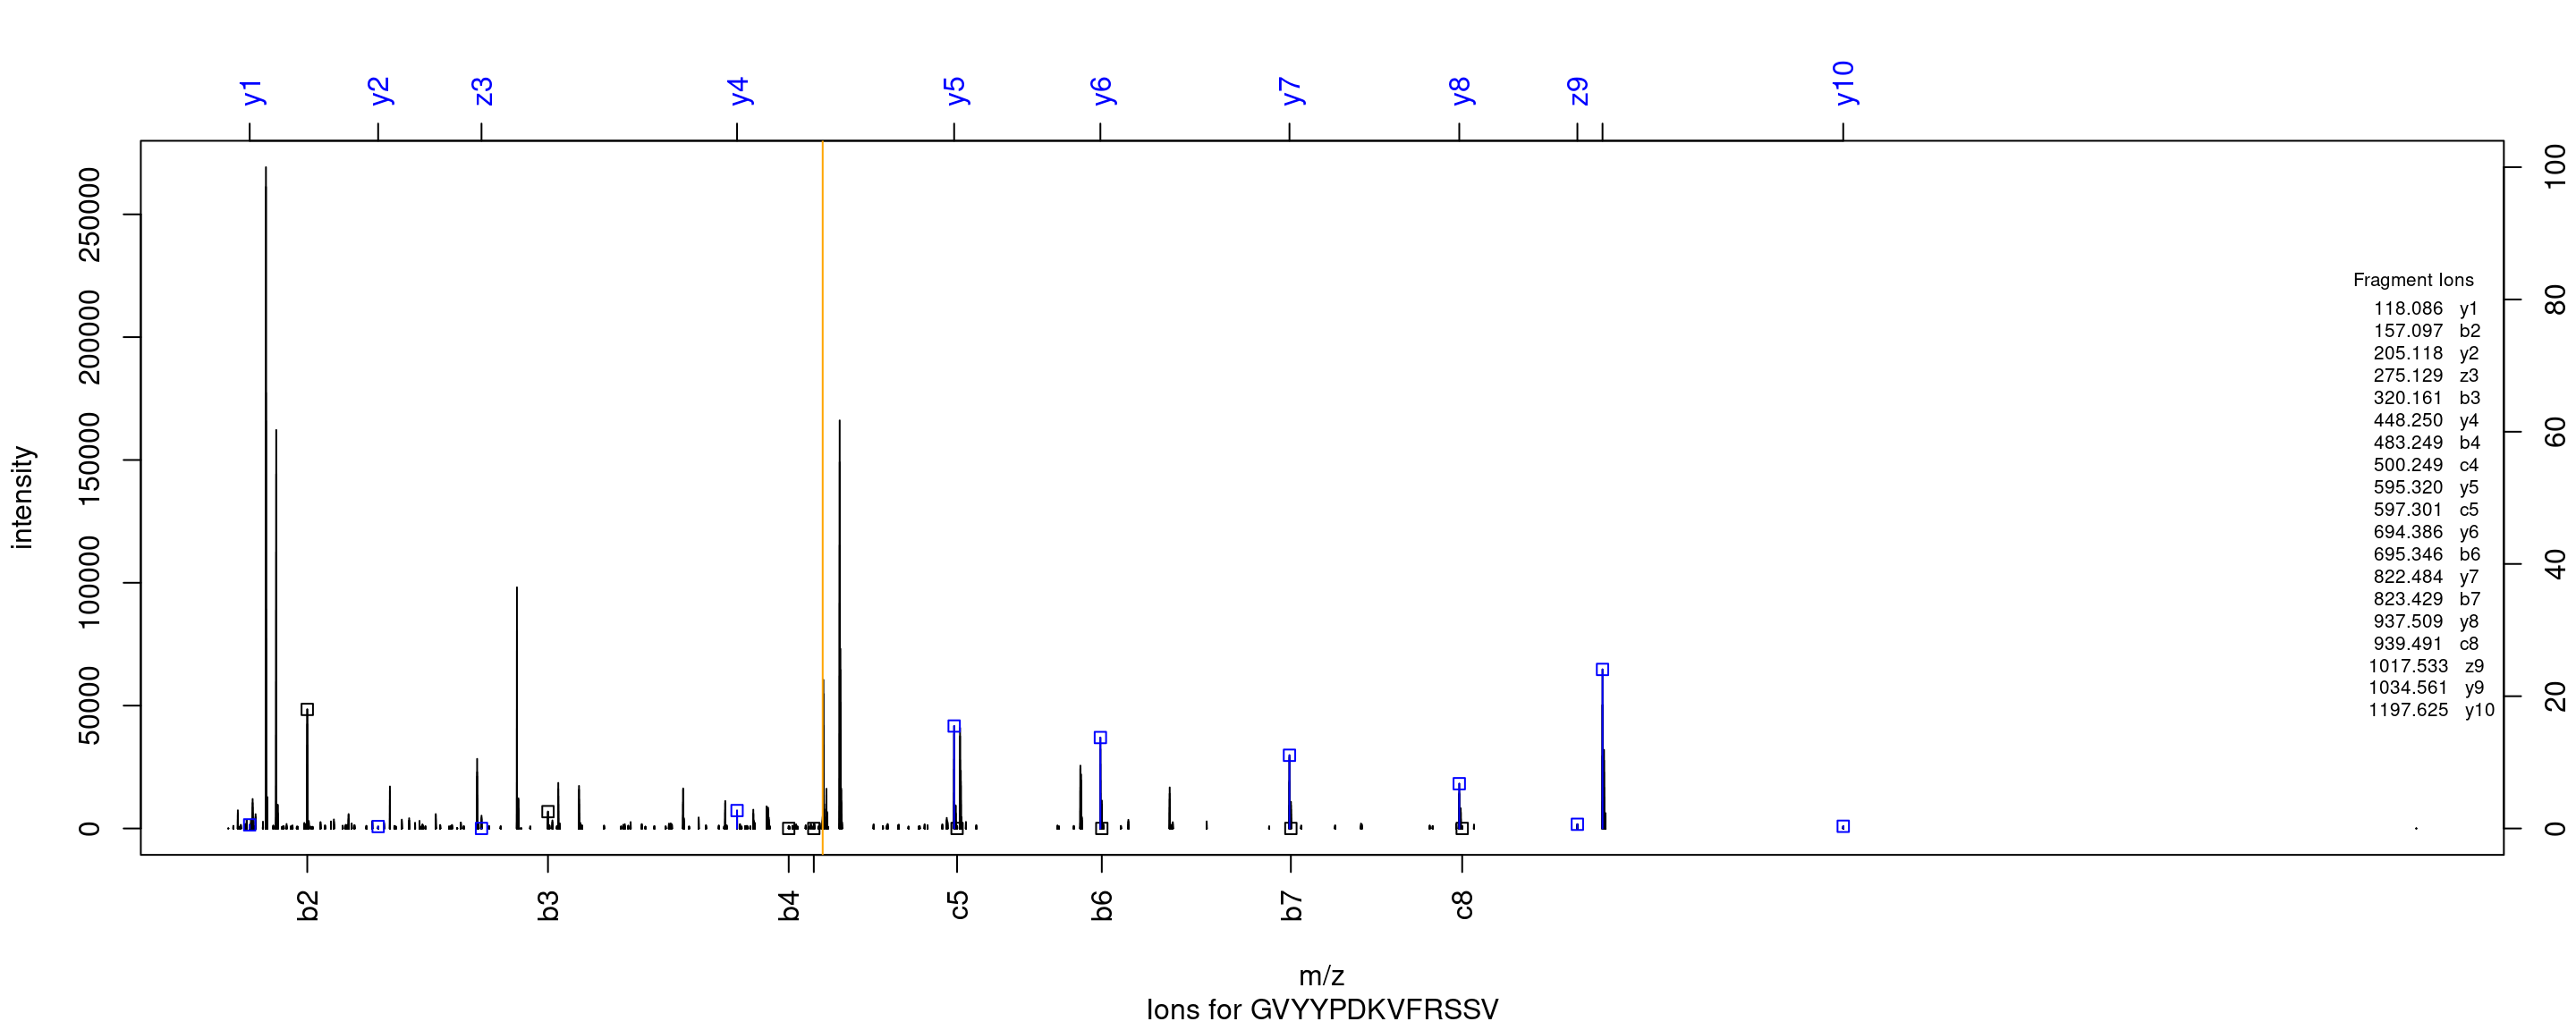 y1 y2 z3 y4 y5 y6 y7 y8 z9 y10
250000
200000
150000
100000
50000
0
intensity
100
80
60
40
20
0
Fragment Ions
118.086 y1
157.097 b2
205.118 y2
275.129 z3
320.161 b3
448.250 y4
483.249 b4
500.249 c4
595.320 y5
597.301 c5
694.386 y6
695.346 b6
822.484 y7
823.429 b7
937.509 y8
939.491 c8
1017.533 z9
1034.561 y9
1197.625 y10
b2 b3 b4 c5 b6 b7 c8
m/z
Ions for GVYYPDKVFRSSV